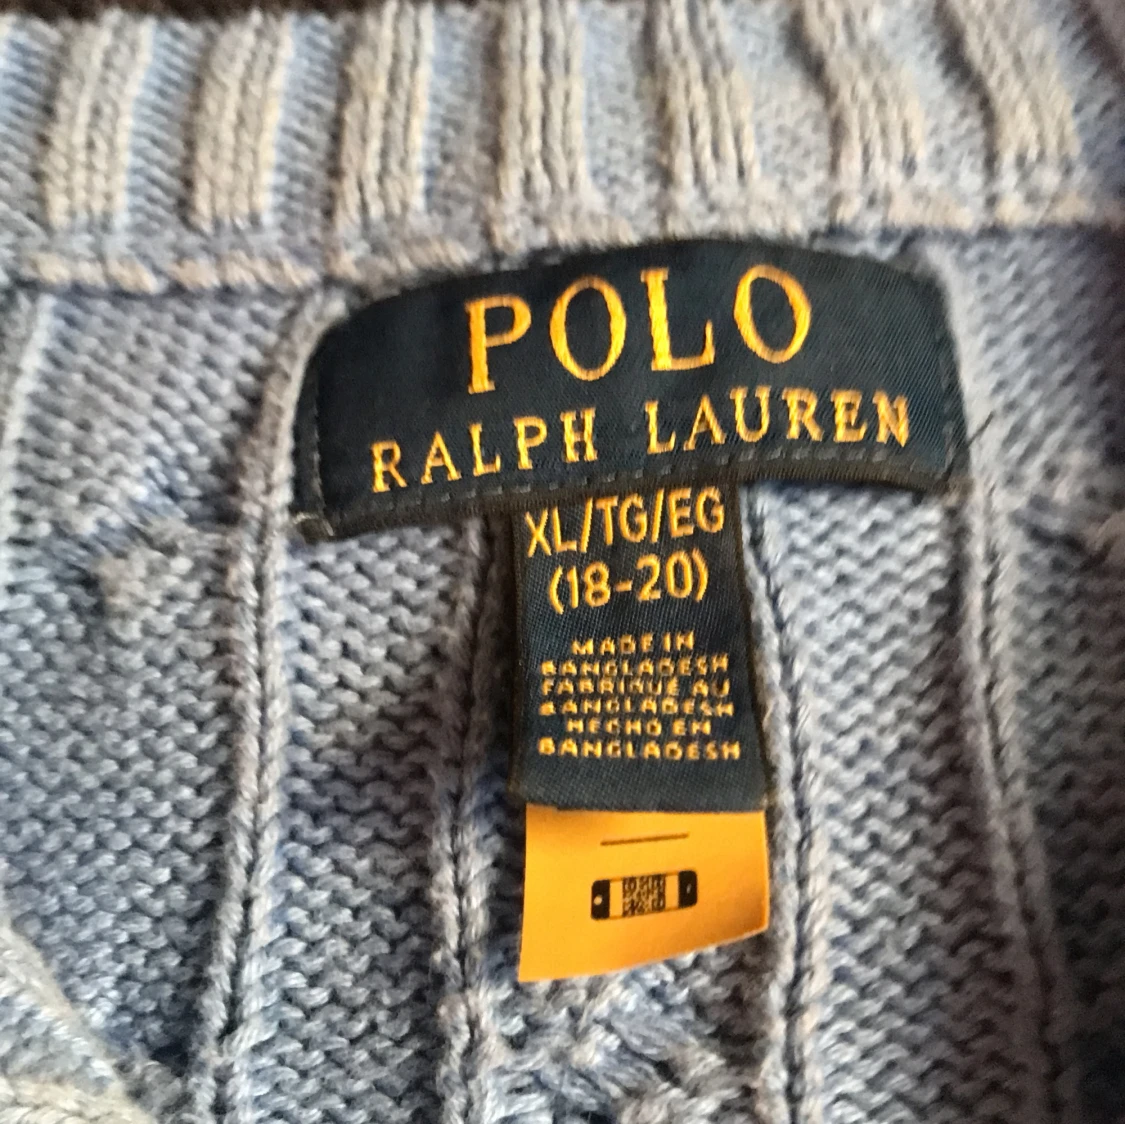 POLO
RALPH LAUREN
XL/TG/EG
(18-20)
MADE IN
BANGLADESH
FABRIQUÉ AU
BANGLADESH
HECHO EN
BANGLADESH